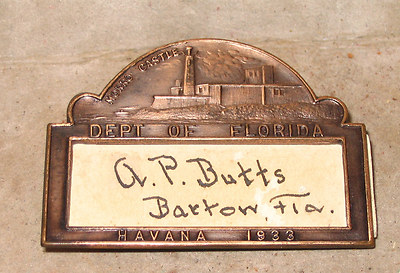 MORRO CASTLE
DEPT OF FLORIDA
A.P. Butts
Bartow, Fla.
HAVANA 1933